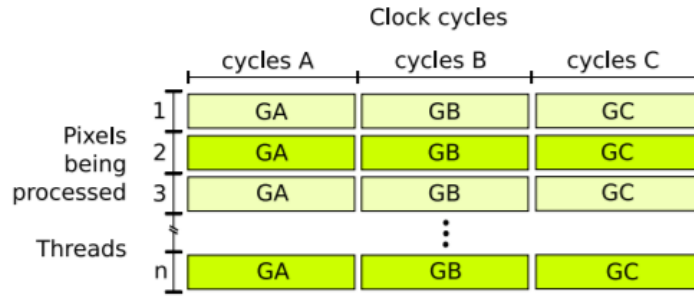 Clock cycles
cycles A cycles B cycles C
1 GA GB GC
Pixels
being
processed
2 GA GB GC
3 GA GB GC
Threads
n GA GB GC